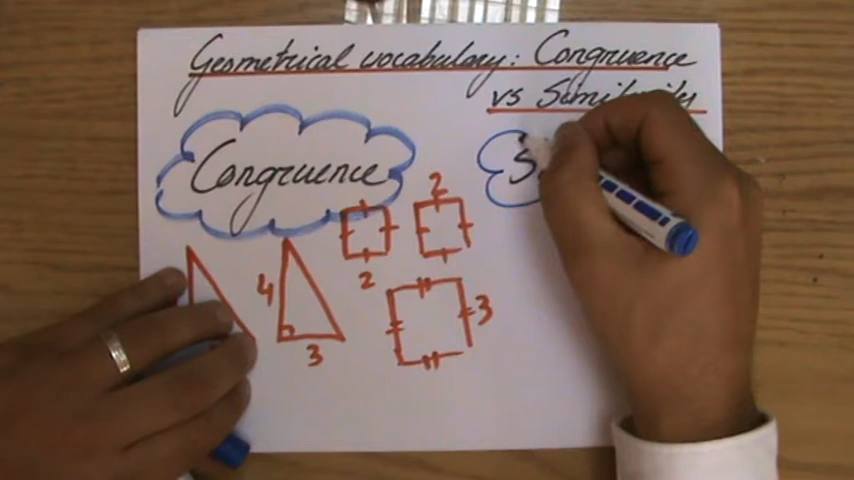 Geometrical vocabulary: Congruence
vs Similarity
Congruence
S
2
2
4
3
3